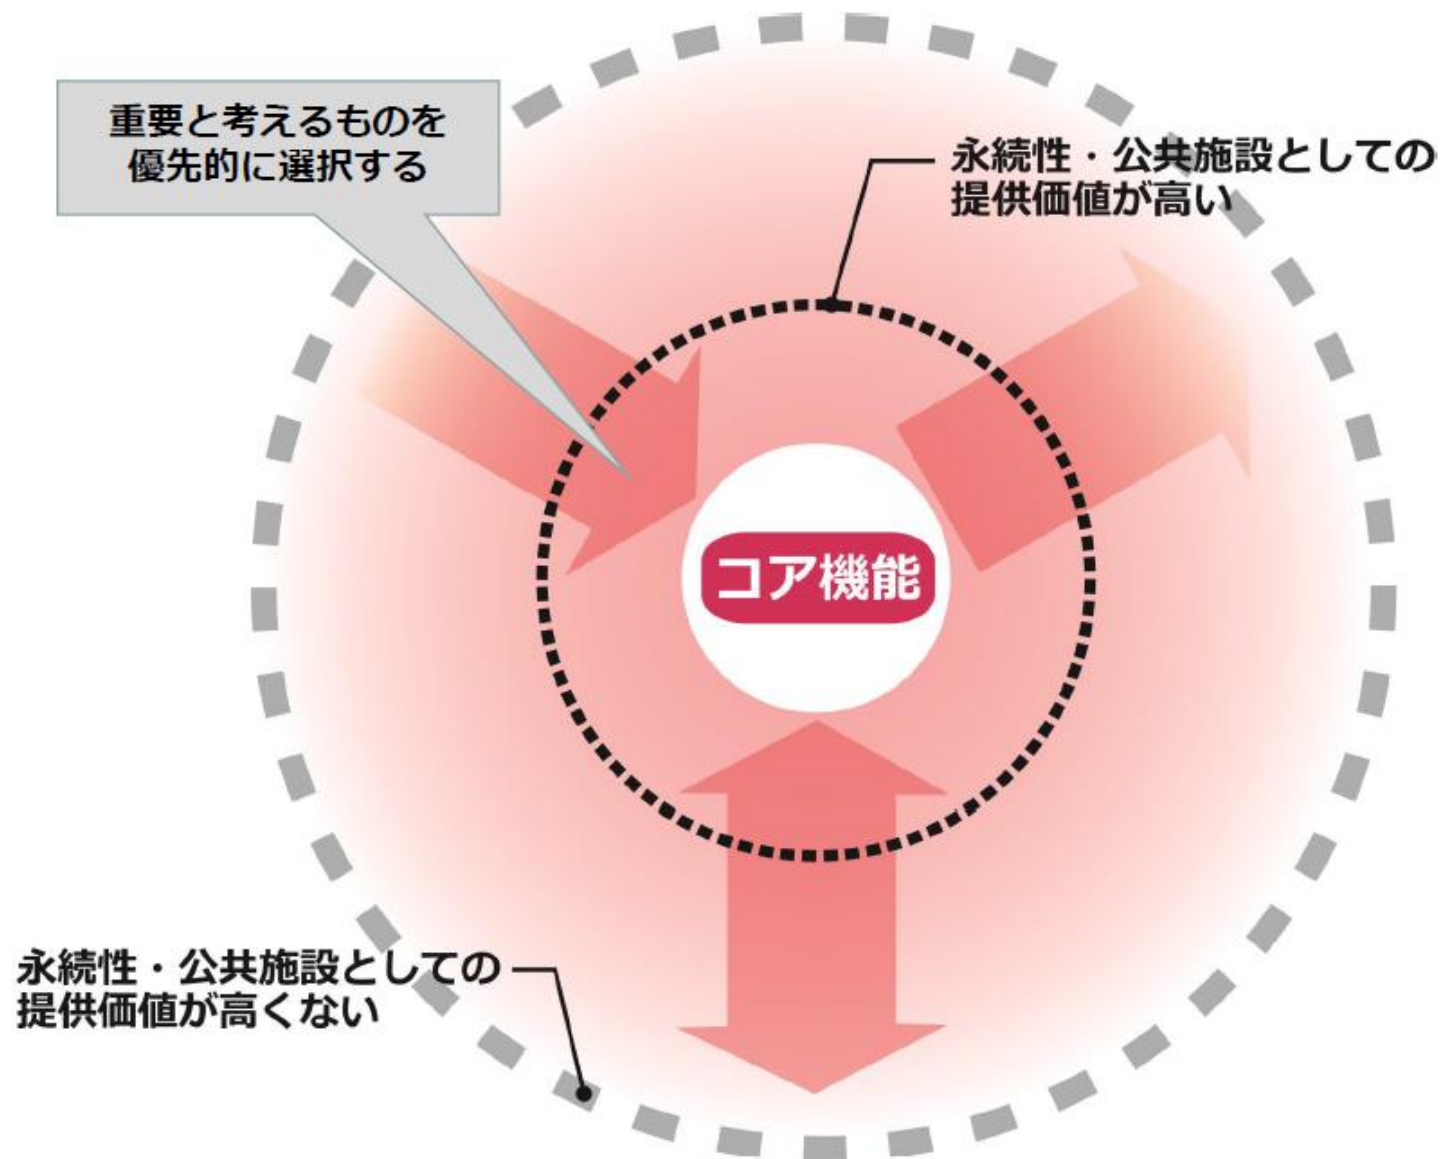 重要と考えるものを
優先的に選択する
永続性・公共施設としての
提供価値が高い
コア機能
永続性・公共施設としての
提供価値が高くない